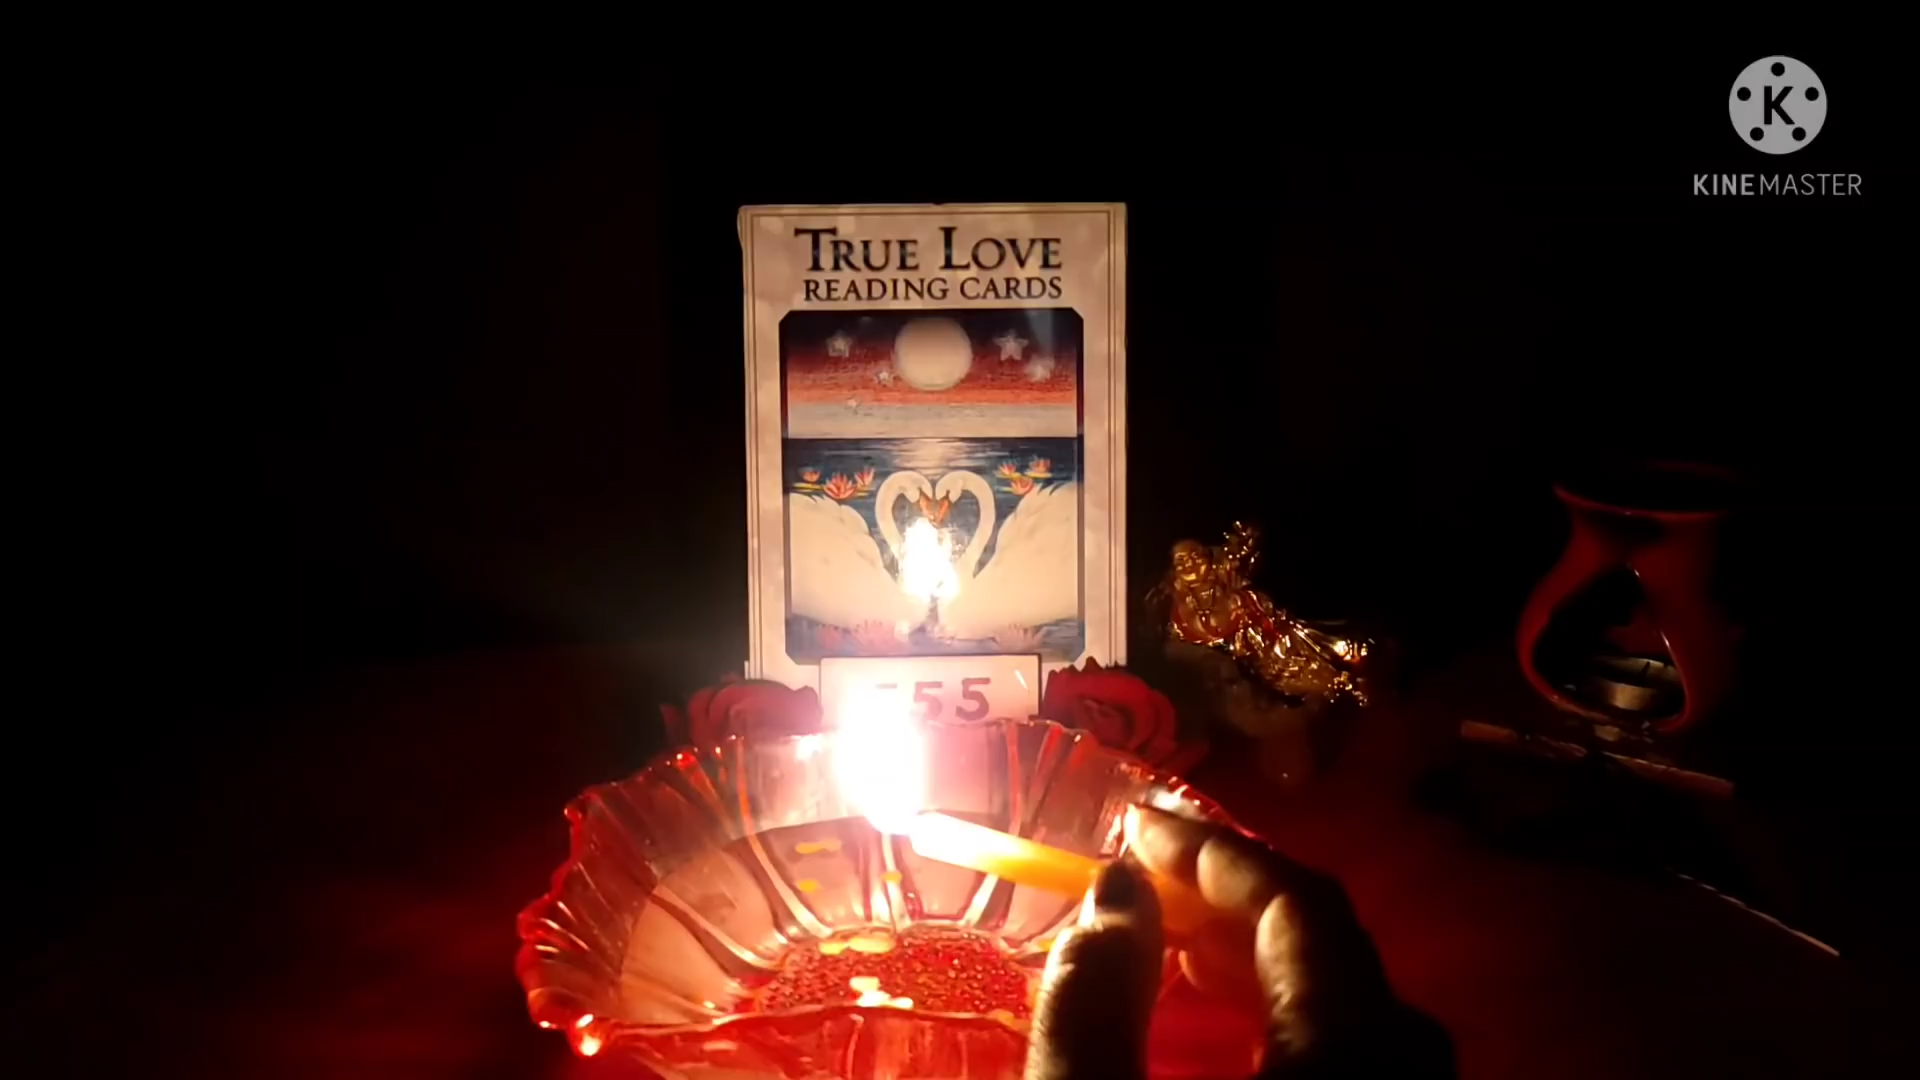 K
KINEMASTER
TRUE LOVE
READING CARDS
55